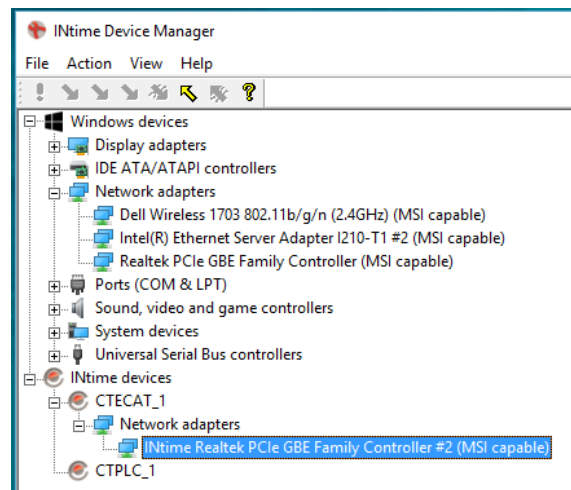 INtime Device Manager
File Action View Help
Windows devices
Display adapters
IDE ATA/ATAPI controllers
Network adapters
Dell Wireless 1703 802.11b/g/n (2.4GHz) (MSI capable)
Intel(R) Ethernet Server Adapter I210-T1 #2 (MSI capable)
Realtek PCIe GBE Family Controller (MSI capable)
Ports (COM & LPT)
Sound, video and game controllers
System devices
Universal Serial Bus controllers
INtime devices
CTECAT_1
Network adapters
INtime Realtek PCIe GBE Family Controller #2 (MSI capable)
CTPLC_1